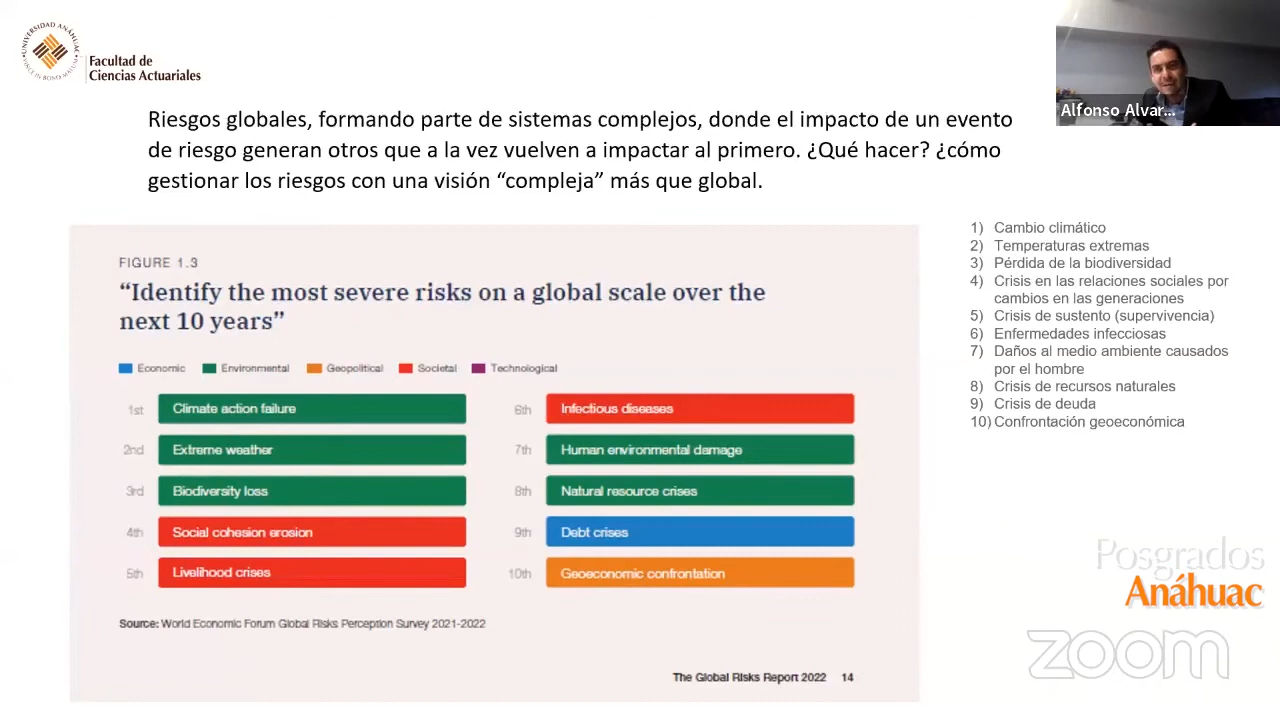 UNIVERSIDAD ANÁHUAC
VINCE IN BONO MALUM
Facultad de
Ciencias Actuariales
Alfonso Alvar...
Riesgos globales, formando parte de sistemas complejos, donde el impacto de un evento
de riesgo generan otros que a la vez vuelven a impactar al primero. ¿Qué hacer? ¿cómo
gestionar los riesgos con una visión “compleja” más que global.
FIGURE 1.3
“Identify the most severe risks on a global scale over the
next 10 years”
Economic Environmental Geopolitical Societal Technological
1st Climate action failure
2nd Extreme weather
3rd Biodiversity loss
4th Social cohesion erosion
5th Livelihood crises
6th Infectious diseases
7th Human environmental damage
8th Natural resource crises
9th Debt crises
10th Geoeconomic confrontation
Source: World Economic Forum Global Risks Perception Survey 2021-2022
The Global Risks Report 2022 14
1) Cambio climático
2) Temperaturas extremas
3) Pérdida de la biodiversidad
4) Crisis en las relaciones sociales por
cambios en las generaciones
5) Crisis de sustento (supervivencia)
6) Enfermedades infecciosas
7) Daños al medio ambiente causados
por el hombre
8) Crisis de recursos naturales
9) Crisis de deuda
10) Confrontación geoeconómica
Posgrados
Anáhuac
zoom